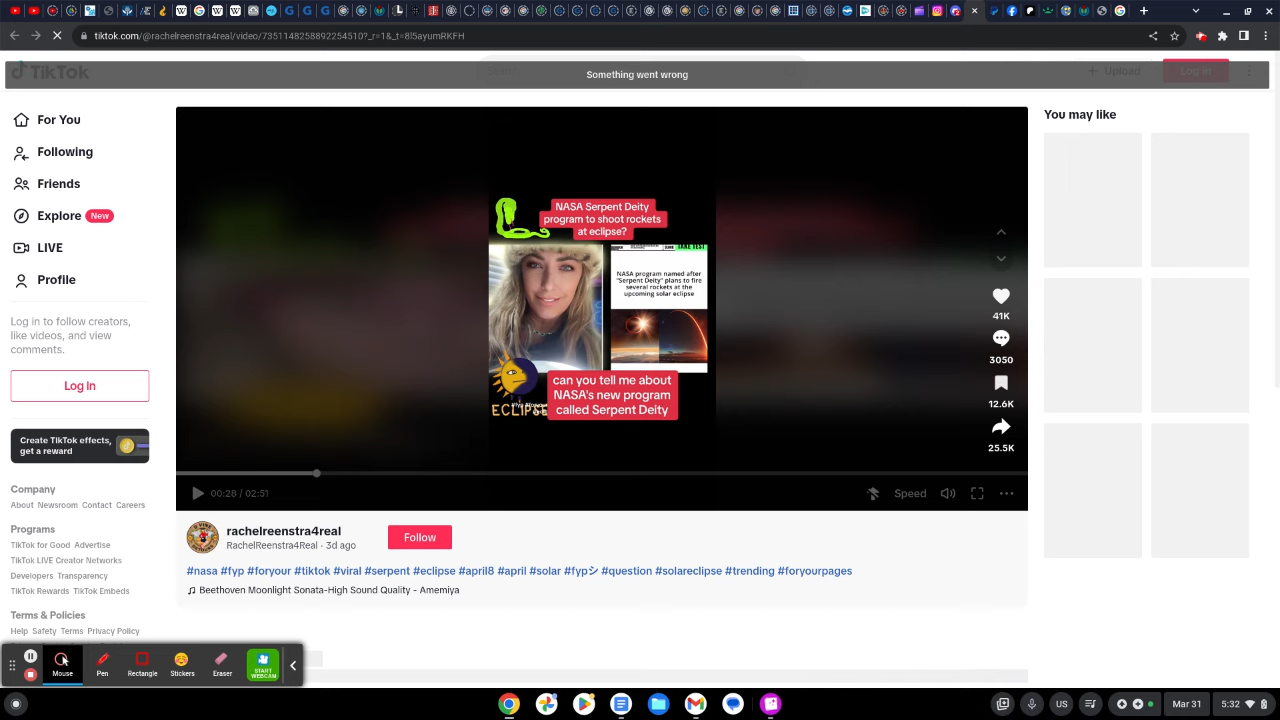 tiktok.com/@rachelreenstra4real/video/7351148258892254510?_r=1&_t=8l5ayumRKFH
TikTok
Something went wrong
Upload
Log in
For You
Following
Friends
Explore New
LIVE
Profile
Log in to follow creators,
like videos, and view
comments.
Log in
Create TikTok effects,
get a reward
Company
About Newsroom Contact Careers
Programs
TikTok for Good Advertise
TikTok LIVE Creator Networks
Developers Transparency
TikTok Rewards TikTok Embeds
Terms & Policies
Help Safety Terms Privacy Policy
NASA Serpent Deity
program to shoot rockets
at eclipse?
TAKE TEST
NASA program named after
"Serpent Deity" plans to fire
several rockets at the
upcoming solar eclipse
can you tell me about
NASA's new program
called Serpent Deity
ECLIPSE
41K
3050
12.6K
25.5K
00:28 / 02:51
Speed
rachelreenstra4real
RachelReenstra4Real · 3d ago
Follow
#nasa #fyp #foryour #tiktok #viral #serpent #eclipse #april8 #april #solar #fypシ #question #solareclipse #trending #foryourpages
Beethoven Moonlight Sonata-High Sound Quality - Amemiya
You may like
Mouse
Pen
Rectangle
Stickers
Eraser
START
WEBCAM
US
Mar 31
5:32